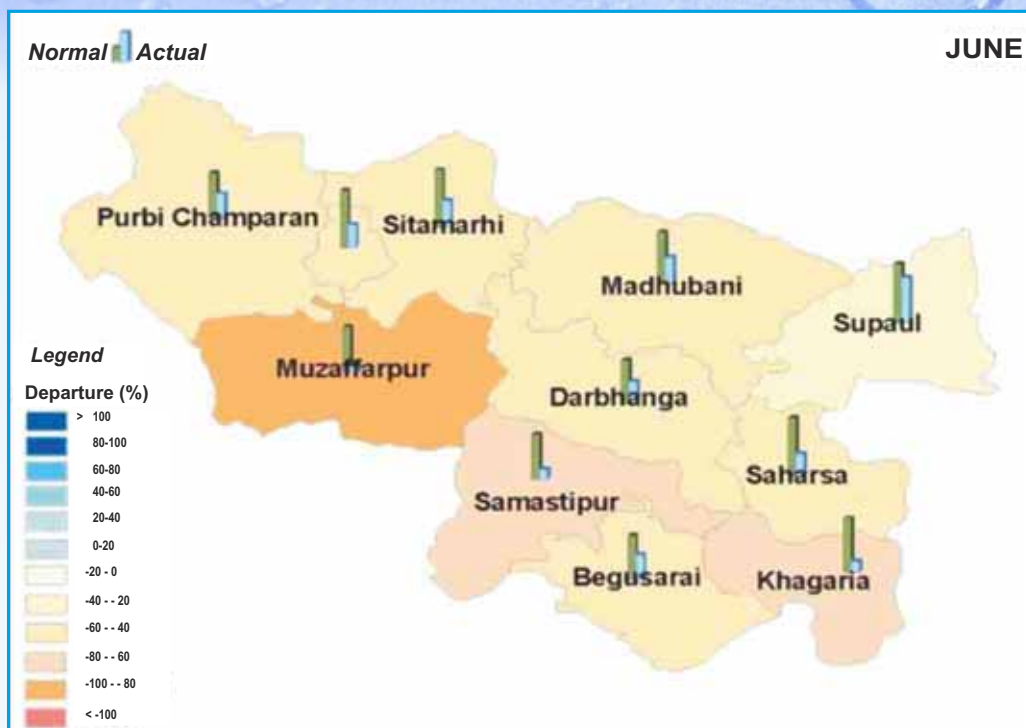 Normal Actual
JUNE
Purbi Champaran
Sitamarhi
Madhubani
Supaul
Muzaffarpur
Darbhanga
Saharsa
Samastipur
Begusarai
Khagaria
Legend
Departure (%)
> 100
80-100
60-80
40-60
20-40
0-20
-20 - 0
-40 - - 20
-60 - - 40
-80 - - 60
-100 - - 80
< -100